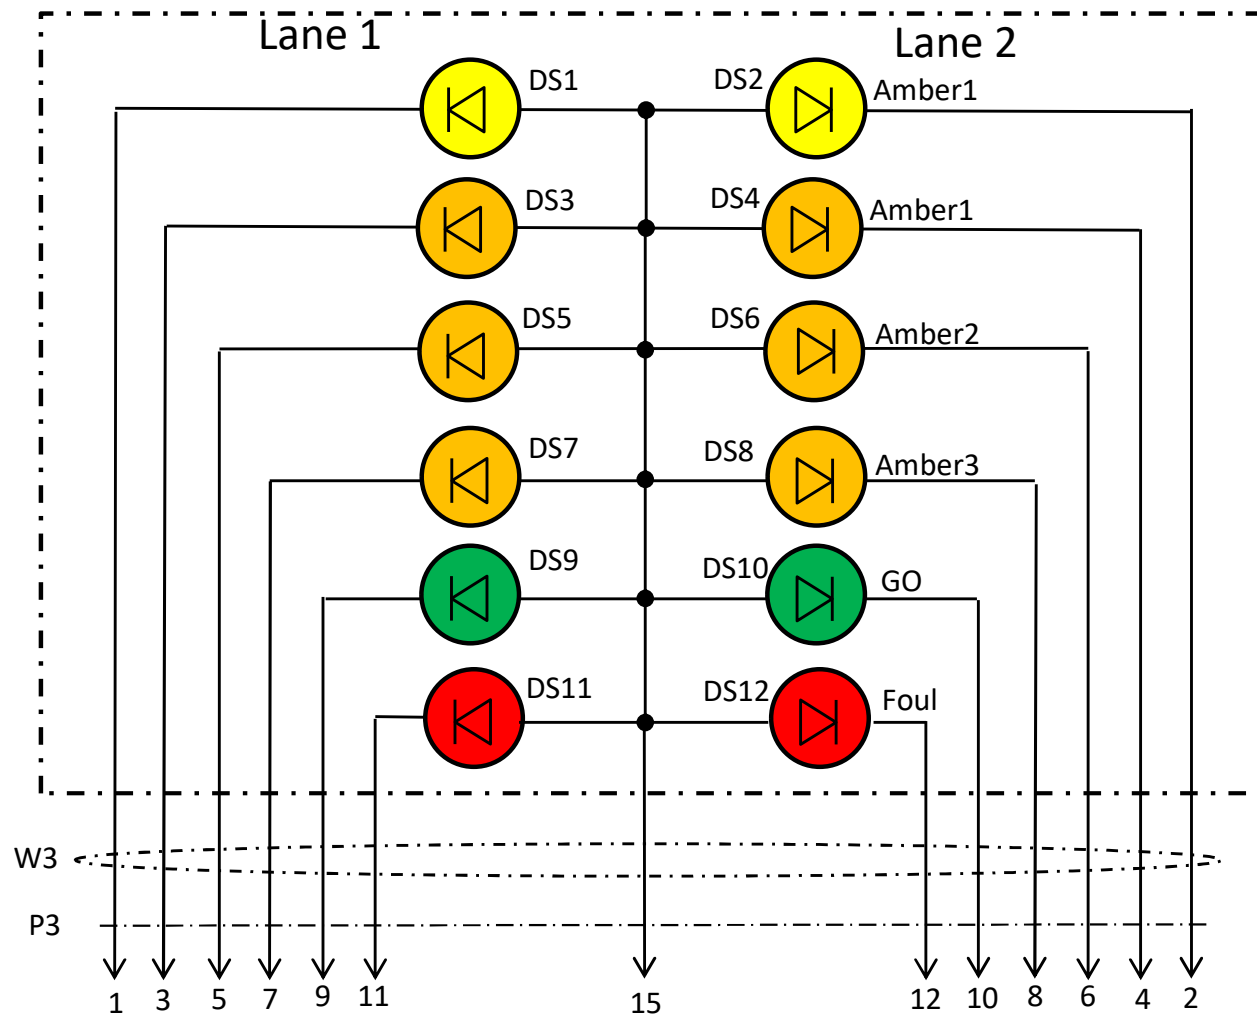 Lane 1 Lane 2
DS1 DS2 Amber1
DS3 DS4 Amber1
DS5 DS6 Amber2
DS7 DS8 Amber3
DS9 DS10 GO
DS11 DS12 Foul
W3
P3
1 3 5 7 9 11 15 12 10 8 6 4 2